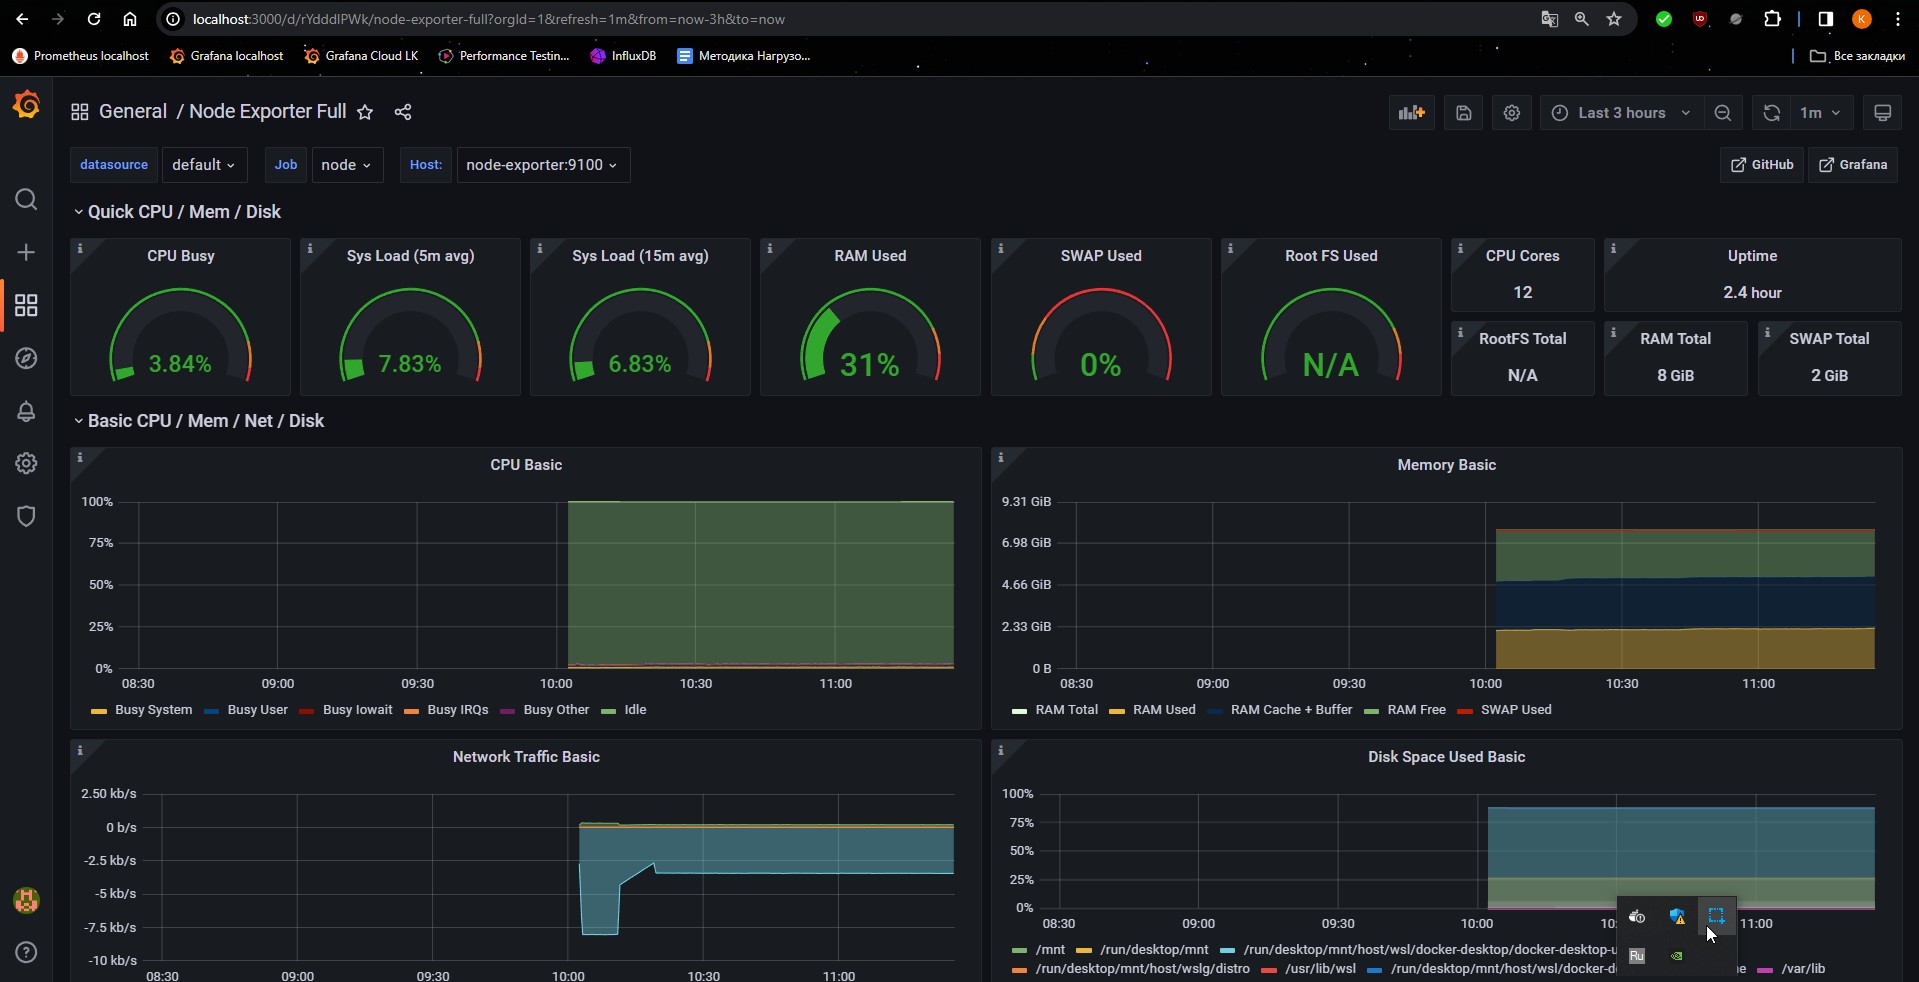 localhost:3000/d/rYdddlPWk/node-exporter-full?orgId=1&refresh=1m&from=now-3h&to=now
UD
K
Prometheus localhost
Grafana localhost
Grafana Cloud LK
Performance Testin...
InfluxDB
Методика Нагрузо...
Все закладки
General / Node Exporter Full
Last 3 hours
1m
datasource default
Job node
Host: node-exporter:9100
GitHub
Grafana
Quick CPU / Mem / Disk
CPU Busy
3.84%
Sys Load (5m avg)
7.83%
Sys Load (15m avg)
6.83%
RAM Used
31%
SWAP Used
0%
Root FS Used
N/A
CPU Cores
12
Uptime
2.4 hour
RootFS Total
N/A
RAM Total
8 GiB
SWAP Total
2 GiB
Basic CPU / Mem / Net / Disk
CPU Basic
100%
75%
50%
25%
0%
08:30 09:00 09:30 10:00 10:30 11:00
Busy System Busy User Busy Iowait Busy IRQs Busy Other Idle
Memory Basic
9.31 GiB
6.98 GiB
4.66 GiB
2.33 GiB
0 B
08:30 09:00 09:30 10:00 10:30 11:00
RAM Total RAM Used RAM Cache + Buffer RAM Free SWAP Used
Network Traffic Basic
2.50 kb/s
0 b/s
-2.5 kb/s
-5 kb/s
-7.5 kb/s
-10 kb/s
08:30 09:00 09:30 10:00 10:30 11:00
Disk Space Used Basic
100%
75%
50%
25%
0%
08:30 09:00 09:30 10:00 10: 11:00
/mnt /run/desktop/mnt /run/desktop/mnt/host/wsl/docker-desktop/docker-desktop-u
/run/desktop/mnt/host/wslg/distro /usr/lib/wsl /run/desktop/mnt/host/wsl/docker-d e /var/lib
Ru